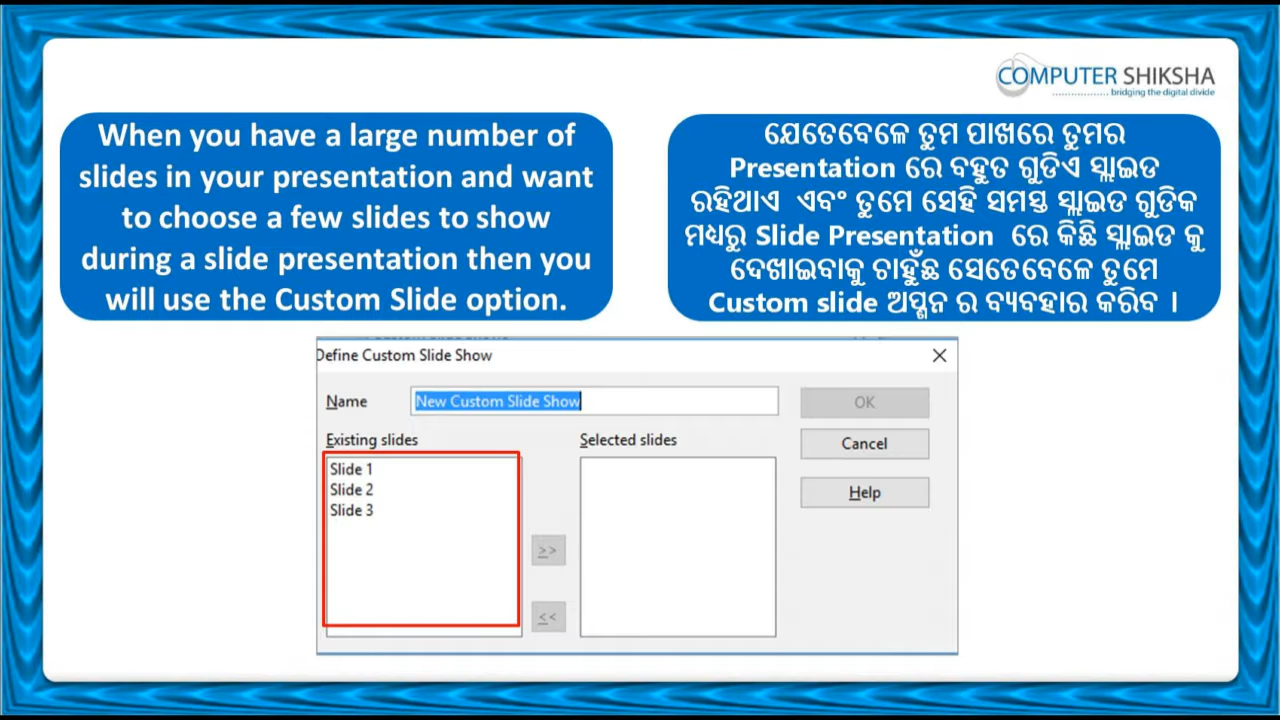 COMPUTER SHIKSHA
bridging the digital divide
When you have a large number of
slides in your presentation and want
to choose a few slides to show
during a slide presentation then you
will use the Custom Slide option.
ଯେତେବେଳେ ତୁମ ପାଖରେ ତୁମର
Presentation ରେ ବହୁତ ଗୁଡିଏ ସ୍ଲାଇଡ
ରହିଥାଏ ଏବଂ ତୁମେ ସେହି ସମସ୍ତ ସ୍ଲାଇଡ ଗୁଡିକ
ମଧ୍ୟରୁ Slide Presentation ରେ କିଛି ସ୍ଲାଇଡ କୁ
ଦେଖାଇବାକୁ ଚାହୁଁଛ ସେତେବେଳେ ତୁମେ
Custom slide ଅପ୍ଶନ ର ବ୍ୟବହାର କରିବ ।
Define Custom Slide Show
Name New Custom Slide Show OK
Existing slides Selected slides Cancel
Slide 1
Slide 2 Help
Slide 3
>>
<<